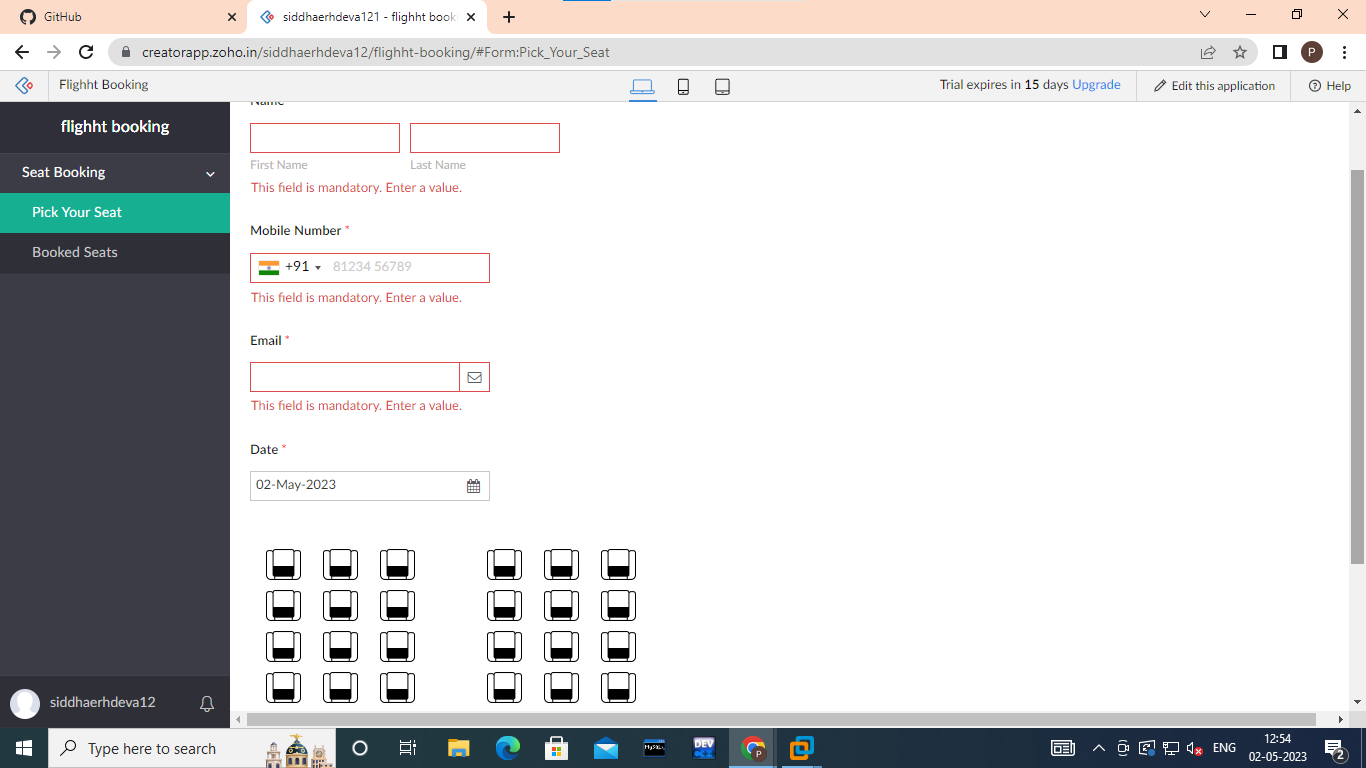 GitHub
siddhaerhdeva121 - flighht book
creatorapp.zoho.in/siddhaerhdeva12/flighht-booking/#Form:Pick_Your_Seat
P
Flighht Booking
Trial expires in 15 days Upgrade
Edit this application
Help
flighht booking
Seat Booking
Pick Your Seat
Booked Seats
siddhaerhdeva12
Name
First Name
Last Name
This field is mandatory. Enter a value.
Mobile Number *
+91
81234 56789
This field is mandatory. Enter a value.
Email *
This field is mandatory. Enter a value.
Date *
02-May-2023
Type here to search
MySQL
DEV
P
ENG
12:54
02-05-2023
2